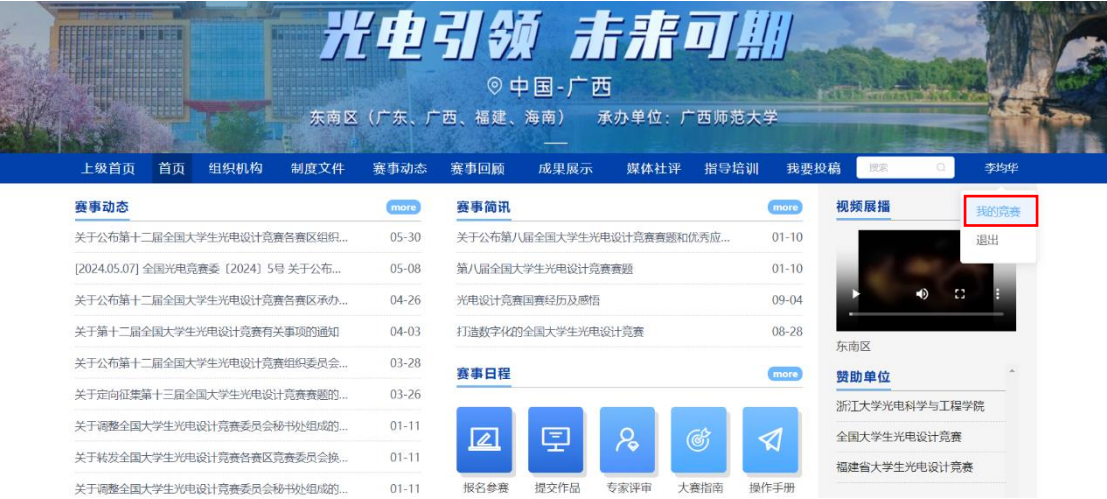 光电引领 未来可期
中国-广西
东南区（广东、广西、福建、海南） 承办单位：广西师范大学
上级首页 首页 组织机构 制度文件 赛事动态 赛事回顾 成果展示 媒体社评 指导培训 我要投稿 搜索 李均华
我的竞赛
退出
赛事动态 more
关于公布第十二届全国大学生光电设计竞赛各赛区组织... 05-30
[2024.05.07] 全国光电竞赛委〔2024〕5号 关于公布... 05-08
关于公布第十二届全国大学生光电设计竞赛各赛区承办... 04-26
关于第十二届全国大学生光电设计竞赛有关事项的通知 04-03
关于公布第十二届全国大学生光电设计竞赛组织委员会... 03-28
关于定向征集第十三届全国大学生光电设计竞赛赛题的... 03-26
关于调整全国大学生光电设计竞赛委员会秘书处组成的... 01-11
关于转发全国大学生光电设计竞赛各赛区竞赛委员会换... 01-11
关于调整全国大学生光电设计竞赛委员会秘书处组成的... 01-11
赛事简讯 more
关于公布第八届全国大学生光电设计竞赛赛题和优秀应... 01-10
第八届全国大学生光电设计竞赛赛题 01-10
光电设计竞赛国赛经历及感悟 09-04
打造数字化的全国大学生光电设计竞赛 08-28
赛事日程 more
报名参赛 提交作品 专家评审 大赛指南 操作手册
视频展播
东南区
赞助单位
浙江大学光电科学与工程学院
全国大学生光电设计竞赛
福建省大学生光电设计竞赛